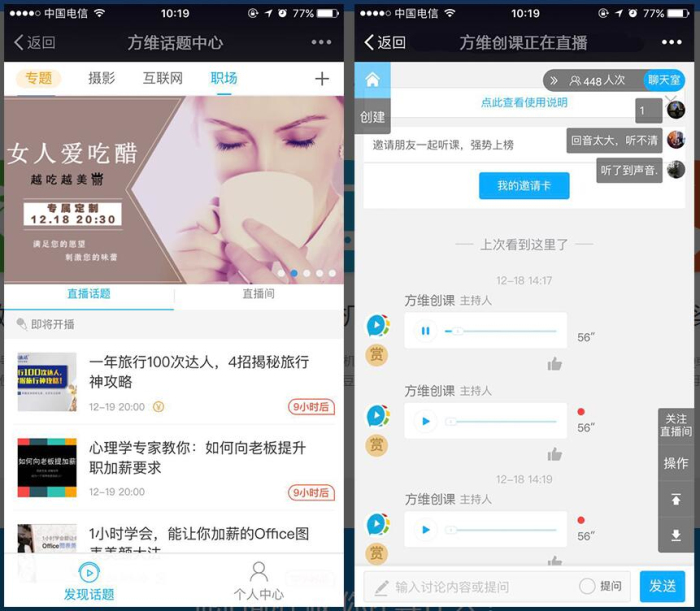 中国电信
10:19
77%
返回
方维话题中心
专题
摄影
互联网
职场
女人爱吃醋
越吃越美丽
专属定制
12.18 20:30
满足您的愿望
刺激您的味蕾
直播话题
直播间
即将开播
一年旅行100次达人，4招揭秘旅行
神攻略
12-19 20:00
9小时后
如何向老板提加薪
心理学专家教你：如何向老板提升
职加薪要求
12-19 20:00
9小时后
1小时学会，能让你加薪的Office图
发现话题
个人中心
中国电信
10:19
77%
返回
方维创课正在直播
创建
448人次
聊天室
点此查看使用说明
1
邀请朋友一起听课，强势上榜
回音太大，听不清
听了到声音.
我的邀请卡
上次看到这里了
12-18 14:17
方维创课 主持人
赏
56"
方维创课 主持人
赏
56"
关注
直播间
操作
12-18 14:19
方维创课 主持人
赏
56"
输入讨论内容或提问
提问
发送